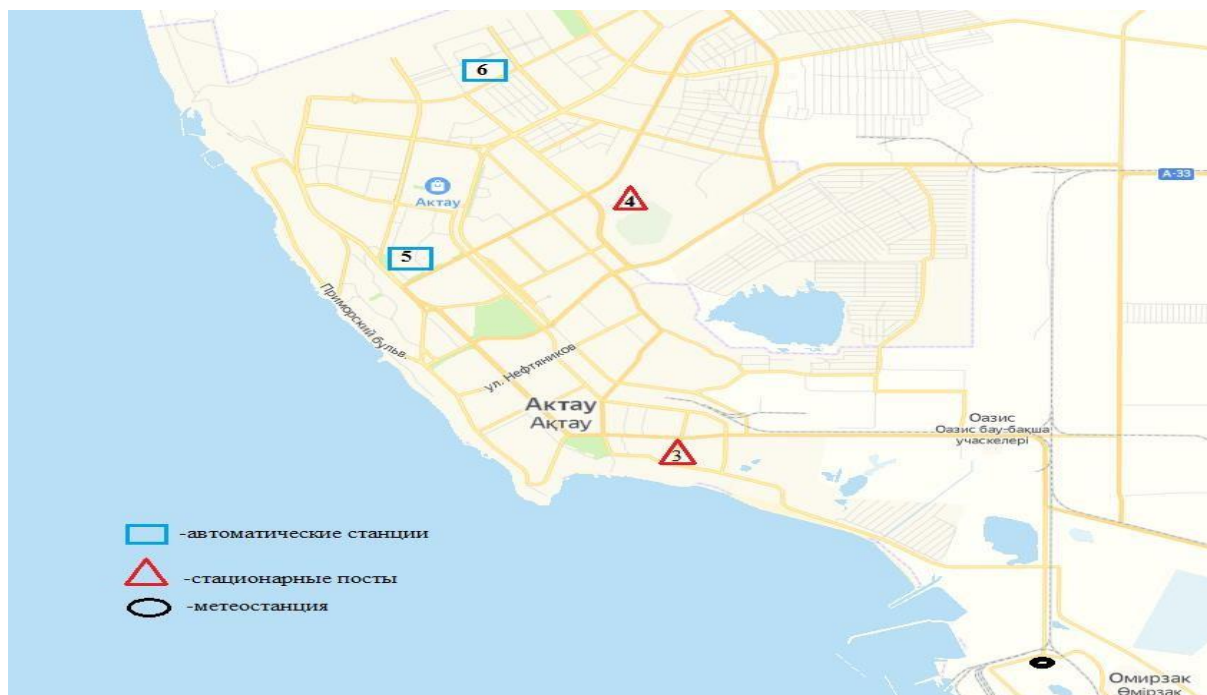 6
А-33
4
Актау
5
Приморский бульв.
ул. Нефтяников
Актау
Ақтау
Оазис
Оазис бау-бақша
учаскелері
3
-автоматические станции
-стационарные посты
-метеостанция
Омирзак
Өмірзақ